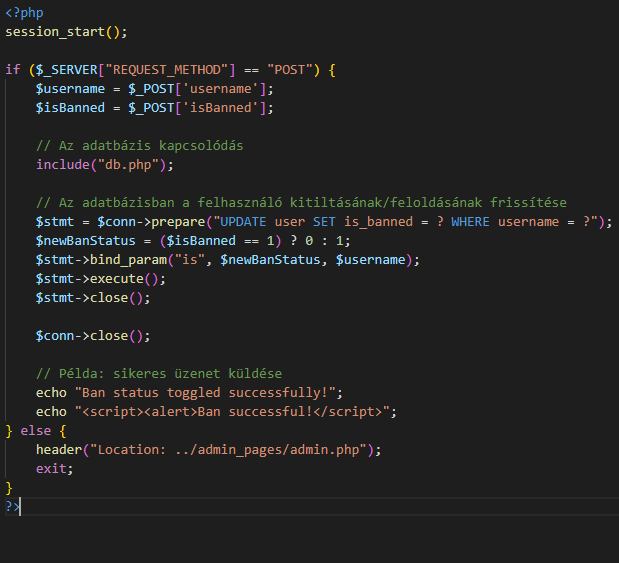 <?php
session_start();
if ($_SERVER["REQUEST_METHOD"] == "POST") {
$username = $_POST['username'];
$isBanned = $_POST['isBanned'];
// Az adatbázis kapcsolódás
include("db.php");
// Az adatbázisban a felhasználó kitiltásának/feloldásának frissítése
$stmt = $conn->prepare("UPDATE user SET is_banned = ? WHERE username = ?");
$newBanStatus = ($isBanned == 1) ? 0 : 1;
$stmt->bind_param("is", $newBanStatus, $username);
$stmt->execute();
$stmt->close();
$conn->close();
// Példa: sikeres üzenet küldése
echo "Ban status toggled successfully!";
echo "<script><alert>Ban successful!</script>";
} else {
header("Location: ../admin_pages/admin.php");
exit;
}
?>